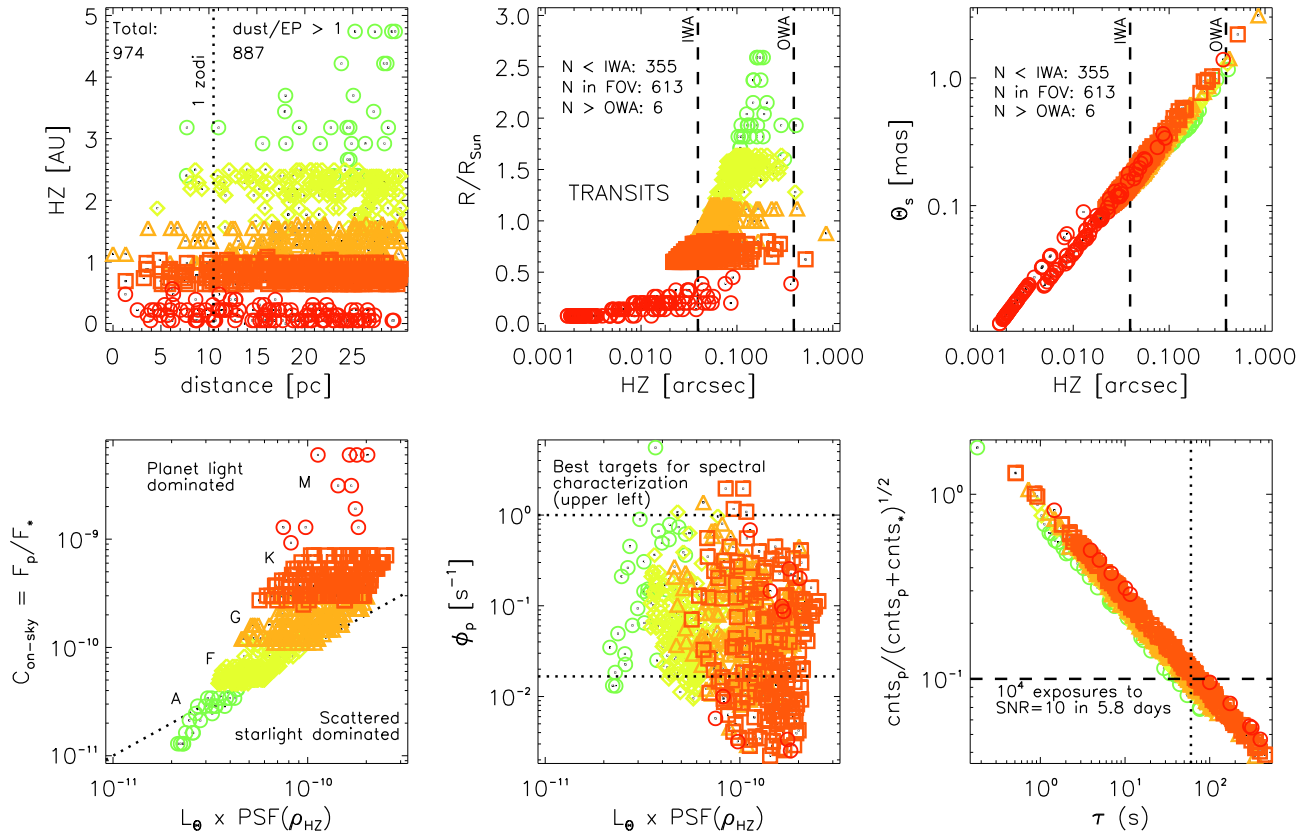 Total:
974
dust/EP > 1
887
1 zodi
HZ [AU]
5
4
3
2
1
0
0 5 10 15 20 25
distance [pc]
IWA
OWA
N < IWA: 355
N in FOV: 613
N > OWA: 6
TRANSITS
R/R_Sun
3.0
2.5
2.0
1.5
1.0
0.5
0.0
0.001 0.010 0.100 1.000
HZ [arcsec]
IWA
OWA
N < IWA: 355
N in FOV: 613
N > OWA: 6
Θ_s [mas]
1.0
0.1
0.001 0.010 0.100 1.000
HZ [arcsec]
Planet light
dominated
M
K
G
F
A
Scattered
starlight dominated
C_on-sky = F_p/F_*
10^-9
10^-10
10^-11
10^-11 10^-10
L_Θ x PSF(ρ_HZ)
Best targets for spectral
characterization
(upper left)
ϕ_p [s^-1]
10^0
10^-1
10^-2
10^-11 10^-10
L_Θ x PSF(ρ_HZ)
cnts_p/(cnts_p+cnts_*)^1/2
10^0
10^-1
10^4 exposures to
SNR=10 in 5.8 days
10^0 10^1 10^2
τ (s)